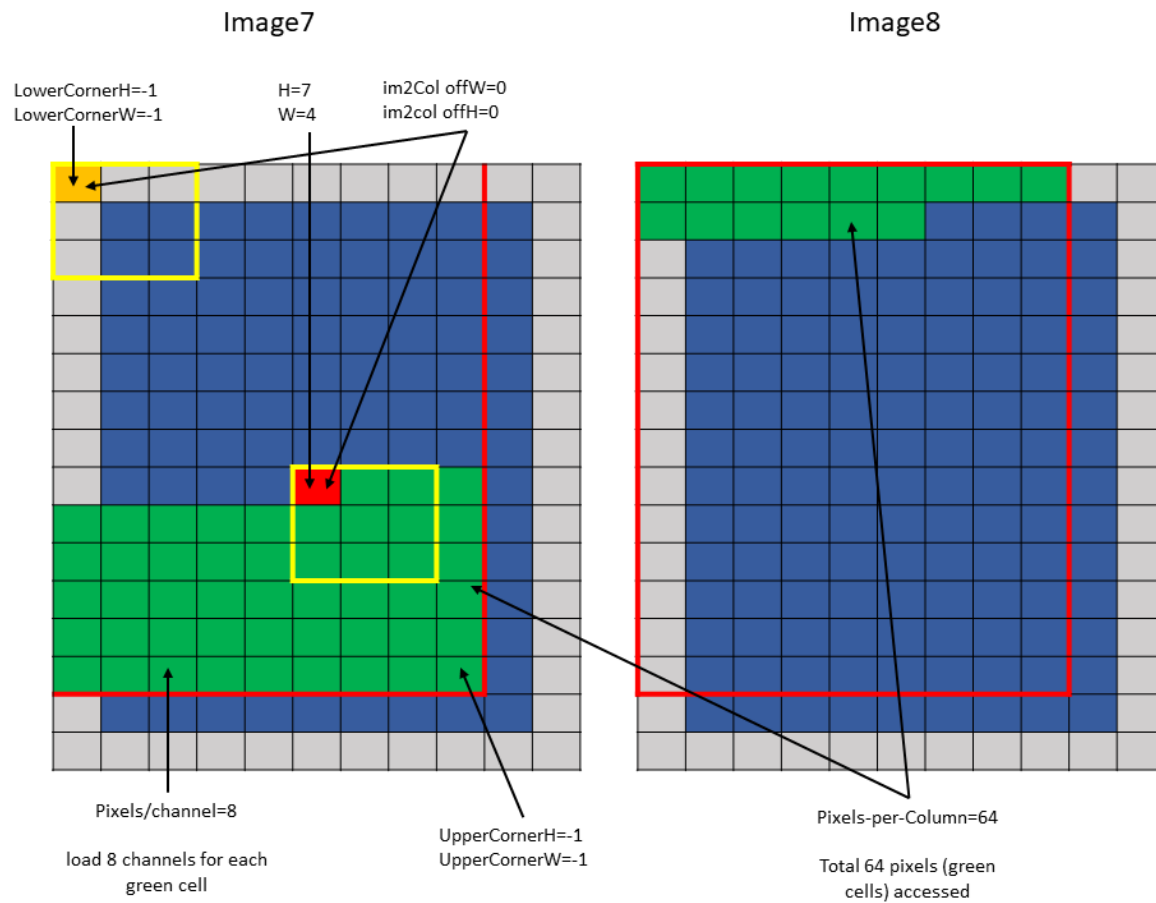 Image7
Image8
LowerCornerH=-1
LowerCornerW=-1
H=7
W=4
im2Col offW=0
im2col offH=0
Pixels/channel=8
load 8 channels for each
green cell
UpperCornerH=-1
UpperCornerW=-1
Pixels-per-Column=64
Total 64 pixels (green
cells) accessed